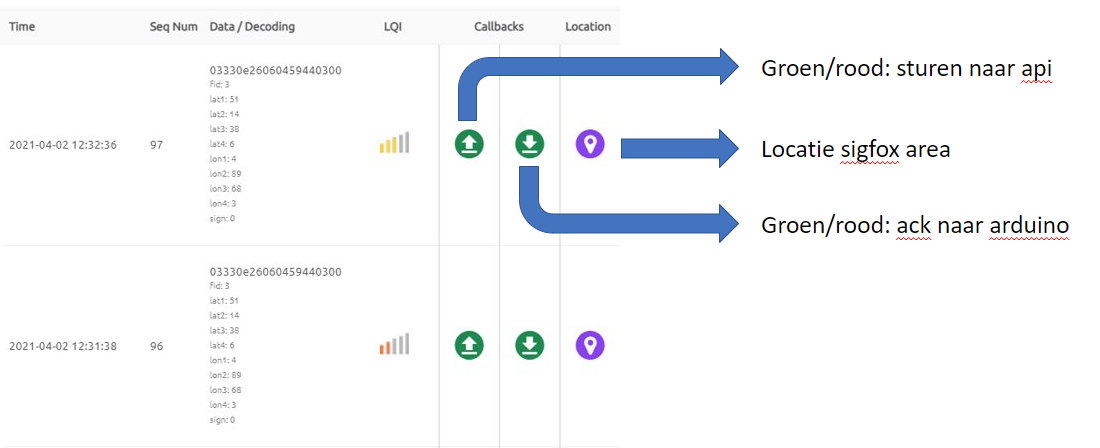 Time Seq Num Data / Decoding LQI Callbacks Location
03330e26060459440300
fid: 3
lat1: 51
lat2: 14
lat3: 38
2021-04-02 12:32:36 97 lat4: 6
lon1: 4
lon2: 89
lon3: 68
lon4: 3
sign: 0
Groen/rood: sturen naar api
Locatie sigfox area
Groen/rood: ack naar arduino
03330e26060459440300
fid: 3
lat1: 51
lat2: 14
lat3: 38
2021-04-02 12:31:38 96 lat4: 6
lon1: 4
lon2: 89
lon3: 68
lon4: 3
sign: 0